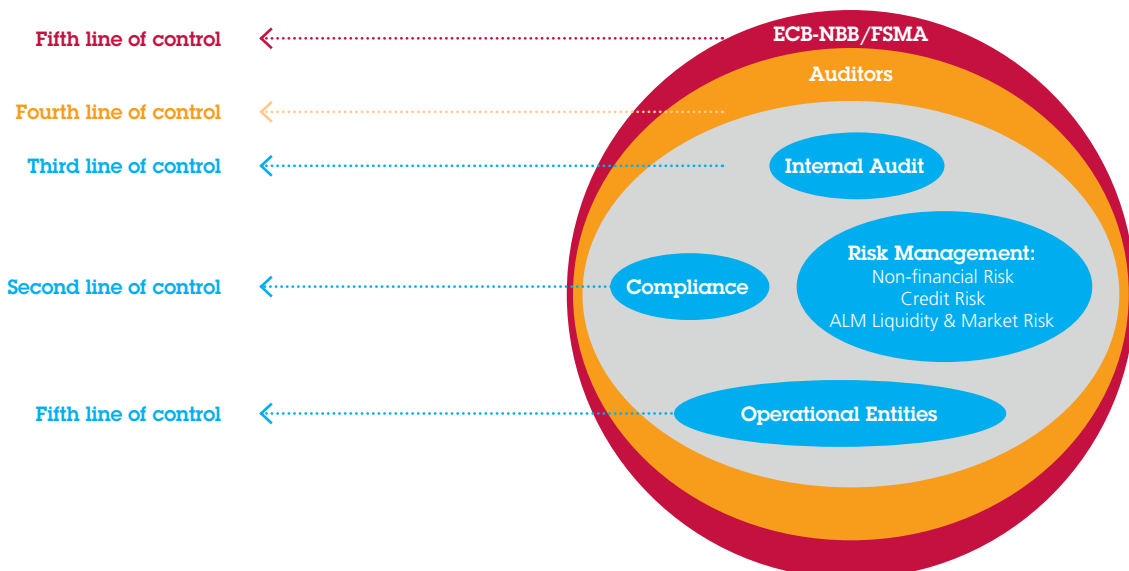 Fifth line of control
ECB-NBB/FSMA
Auditors
Fourth line of control
Third line of control
Internal Audit
Second line of control
Compliance
Risk Management:
Non-financial Risk
Credit Risk
ALM Liquidity & Market Risk
Fifth line of control
Operational Entities